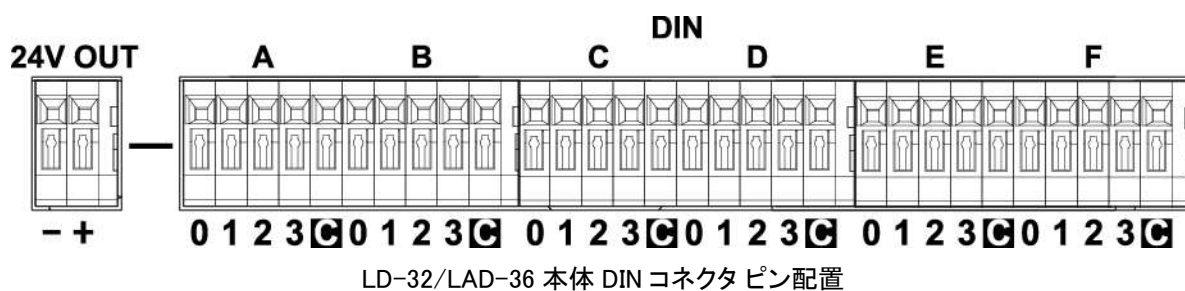 DIN
24V OUT A B C D E F
− + 0 1 2 3 C 0 1 2 3 C 0 1 2 3 C 0 1 2 3 C 0 1 2 3 C 0 1 2 3 C
LD-32/LAD-36 本体 DIN コネクタ ピン配置